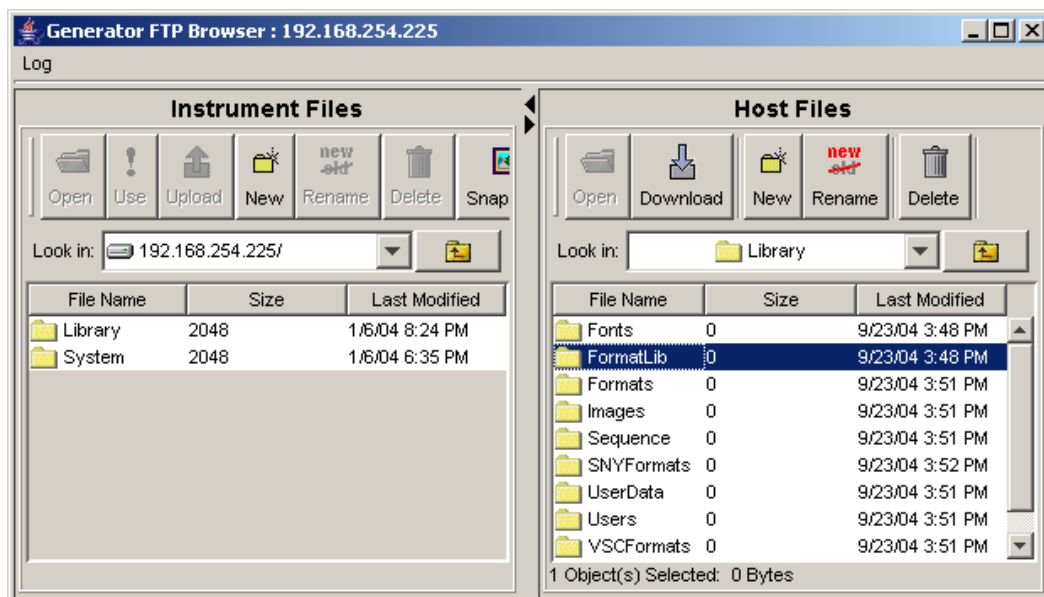 Generator FTP Browser : 192.168.254.225
Log
Instrument Files
Open Use Upload New new old Rename Delete Snap
Look in: 192.168.254.225/
File Name Size Last Modified
Library 2048 1/6/04 8:24 PM
System 2048 1/6/04 6:35 PM
Host Files
Open Download New new old Rename Delete
Look in: Library
File Name Size Last Modified
Fonts 0 9/23/04 3:48 PM
FormatLib 0 9/23/04 3:48 PM
Formats 0 9/23/04 3:51 PM
Images 0 9/23/04 3:51 PM
Sequence 0 9/23/04 3:51 PM
SNYFormats 0 9/23/04 3:52 PM
UserData 0 9/23/04 3:51 PM
Users 0 9/23/04 3:51 PM
VSCFormats 0 9/23/04 3:51 PM
1 Object(s) Selected: 0 Bytes